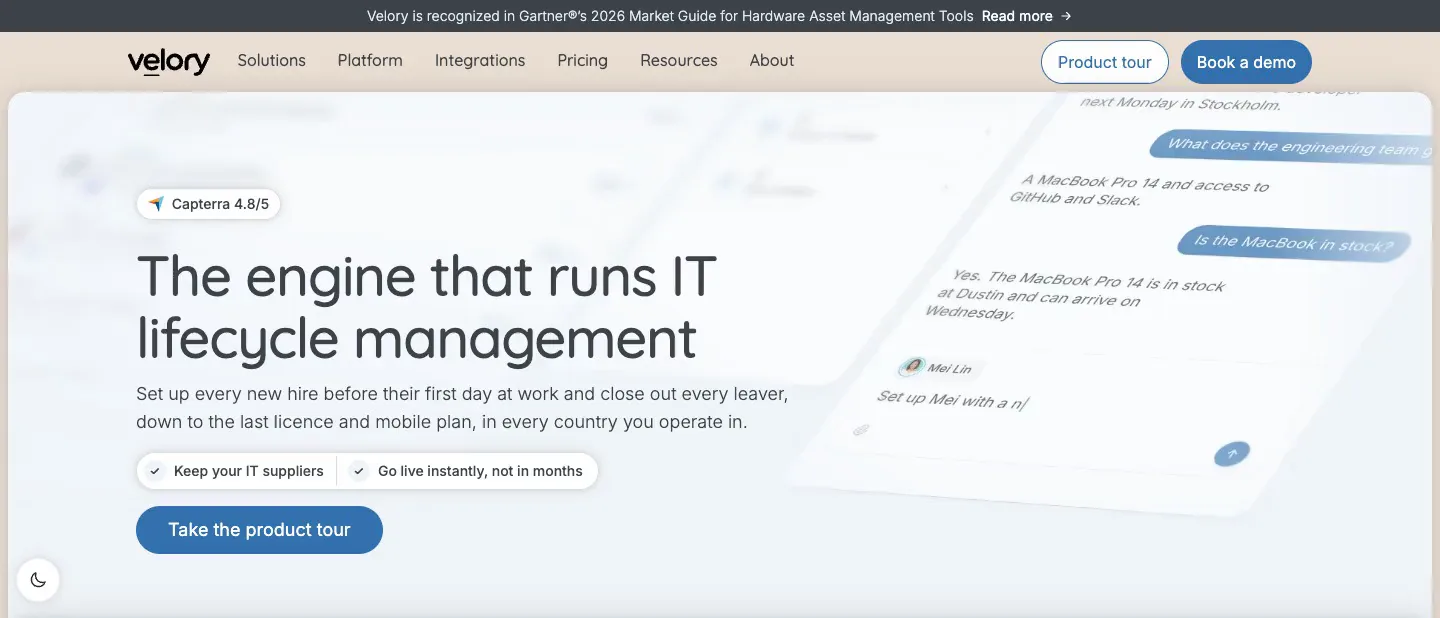 Velory is recognized in Gartner®'s 2026 Market Guide for Hardware Asset Management Tools Read more →
velory Solutions Platform Integrations Pricing Resources About Product tour Book a demo
next Monday in Stockholm.
What does the engineering team g
A MacBook Pro 14 and access to
GitHub and Slack.
Is the MacBook in stock?
Yes. The MacBook Pro 14 is in stock
at Dustin and can arrive on
Wednesday.
Mei Lin
Set up Mei with a n
Capterra 4.8/5
The engine that runs IT
lifecycle management
Set up every new hire before their first day at work and close out every leaver,
down to the last licence and mobile plan, in every country you operate in.
Keep your IT suppliers Go live instantly, not in months
Take the product tour